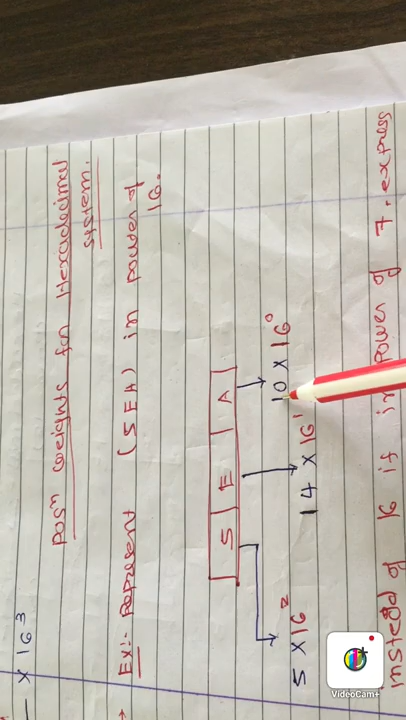 — X 16³
posⁿ weights for Hexadecimal
system.
→ Ex:- Represent (5EA) in power of
16.
5 E A
5 X 16² 14 X 16¹ 10 X 16⁰
instead of 16 if in power of 7. express
VideoCam+